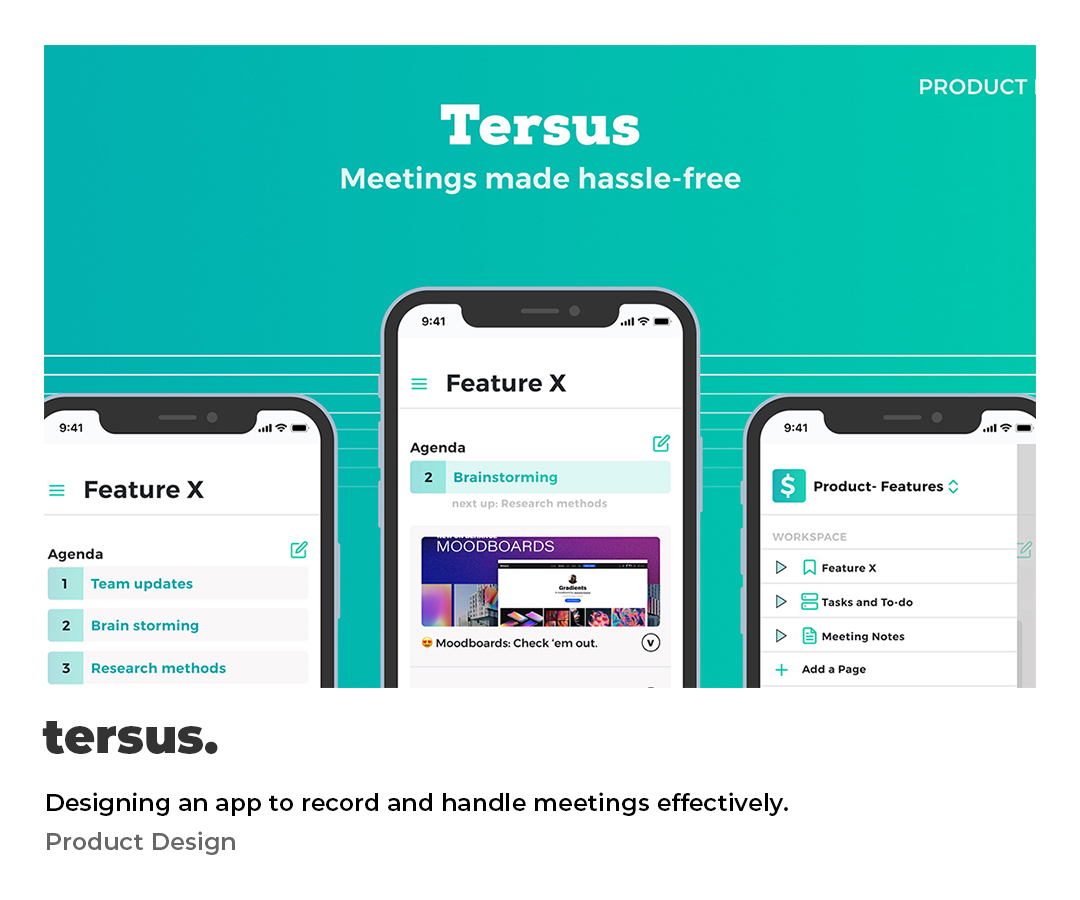 PRODUCT
Tersus
Meetings made hassle-free
9:41
Feature X
Agenda
1 Team updates
2 Brain storming
3 Research methods
9:41
Feature X
Agenda
2 Brainstorming
next up: Research methods
MOODBOARDS
Gradients
😍 Moodboards: Check ‘em out.
V
9:41
$ Product- Features
WORKSPACE
Feature X
Tasks and To-do
Meeting Notes
+ Add a Page
tersus.
Designing an app to record and handle meetings effectively.
Product Design